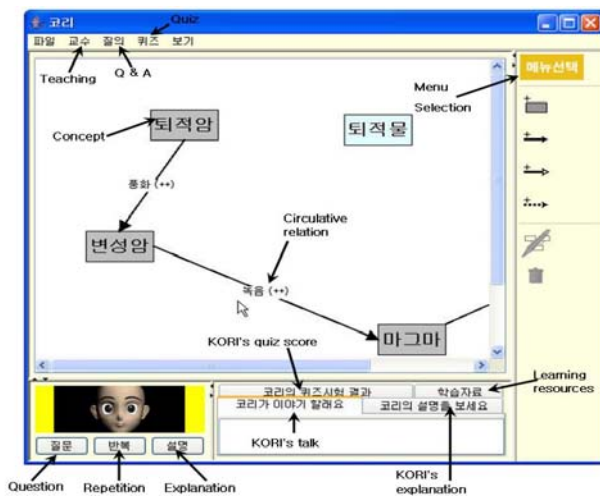 Quiz
코리
파일 교수 질의 퀴즈 보기
Teaching
Q & A
메뉴선택
Menu
Selection
Concept
퇴적암
퇴적물
풍화 (++)
Circulative
relation
변성암
녹음 (++)
마그마
KORI's quiz score
Learning
resources
코리의 퀴즈시험 결과
학습자료
코리가 이야기 할래요
코리의 설명을 보세요
KORI's talk
질문
반복
설명
KORI's
explanation
Question
Repetition
Explanation